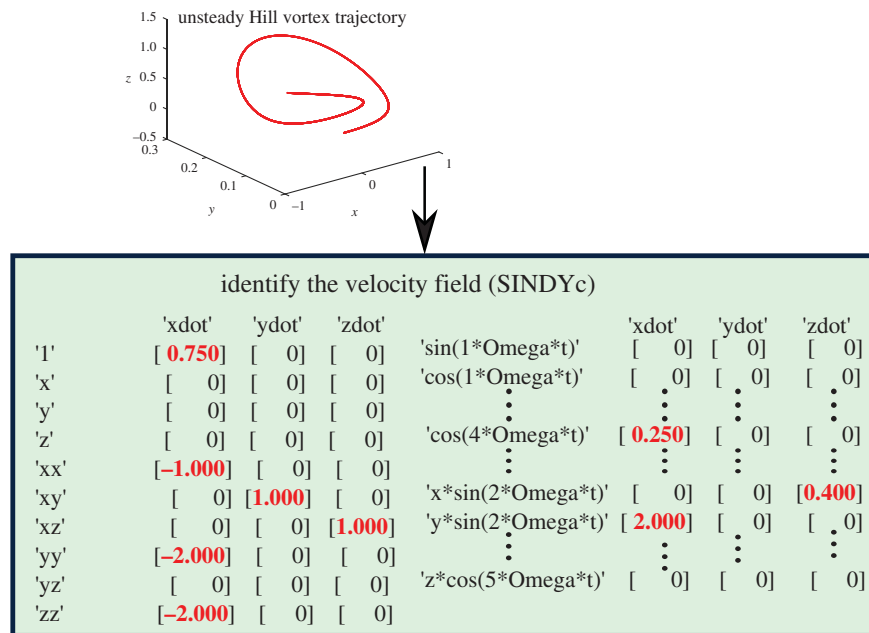 unsteady Hill vortex trajectory
1.5
1.0
0.5
0
–0.5
z
0.3
0.2
0.1
0
y
–1
0
1
x
identify the velocity field (SINDYc)
'xdot' 'ydot' 'zdot'
'1' [ 0.750] [ 0] [ 0]
'x' [ 0] [ 0] [ 0]
'y' [ 0] [ 0] [ 0]
'z' [ 0] [ 0] [ 0]
'xx' [–1.000] [ 0] [ 0]
'xy' [ 0] [1.000] [ 0]
'xz' [ 0] [ 0] [1.000]
'yy' [–2.000] [ 0] [ 0]
'yz' [ 0] [ 0] [ 0]
'zz' [–2.000] [ 0] [ 0]
'xdot' 'ydot' 'zdot'
'sin(1*Omega*t)' [ 0] [ 0] [ 0]
'cos(1*Omega*t)' [ 0] [ 0] [ 0]
'cos(4*Omega*t)' [ 0.250] [ 0] [ 0]
'x*sin(2*Omega*t)' [ 0] [ 0] [0.400]
'y*sin(2*Omega*t)' [ 2.000] [ 0] [ 0]
'z*cos(5*Omega*t)' [ 0] [ 0] [ 0]